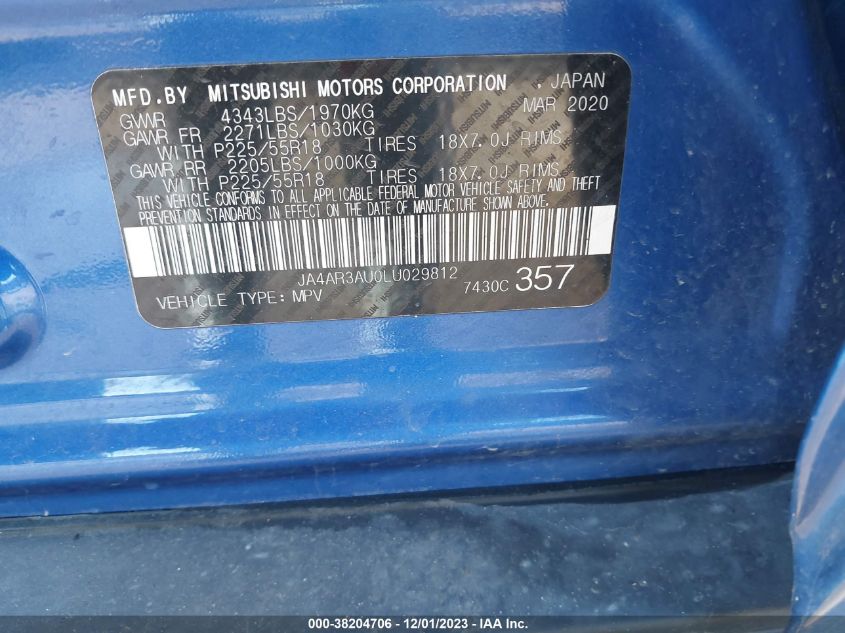 MFD.BY MITSUBISHI MOTORS CORPORATION , JAPAN
GVWR 4343LBS/1970KG MAR 2020
GAWR FR 2271LBS/1030KG
WITH P225/55R18 TIRES 18X7.0J RIMS
GAWR RR 2205LBS/1000KG
WITH P225/55R18 TIRES 18X7.0J RIMS
THIS VEHICLE CONFORMS TO ALL APPLICABLE FEDERAL MOTOR VEHICLE SAFETY AND THEFT
PREVENTION STANDARDS IN EFFECT ON THE DATE OF MANUFACTURE SHOWN ABOVE.
JA4AR3AU0LU029812
VEHICLE TYPE: MPV 7430C 357
000-38204706 - 12/01/2023 - 12/01/2023